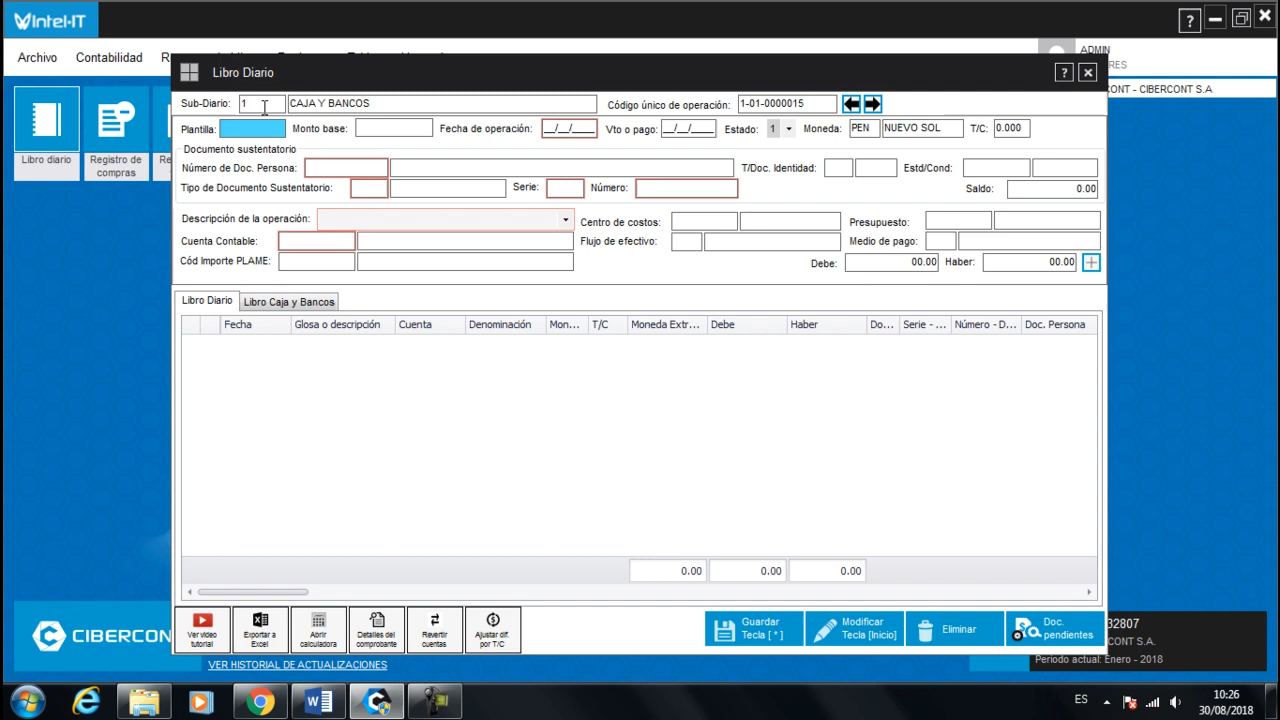 Intel-IT
?
Archivo Contabilidad
ADMIN
Libro Diario
?
CONT - CIBERCONT S.A
Sub-Diario: 1 CAJA Y BANCOS Código único de operación: 1-01-0000015
Plantilla: Monto base: Fecha de operación: _/_/___ Vto o pago: _/_/___ Estado: 1 Moneda: PEN NUEVO SOL T/C: 0.000
Documento sustentatorio
Número de Doc. Persona: T/Doc. Identidad: Estd/Cond:
Tipo de Documento Sustentatorio: Serie: Número: Saldo: 0.00
Descripción de la operación: Centro de costos: Presupuesto:
Cuenta Contable: Flujo de efectivo: Medio de pago:
Cód Importe PLAME: Debe: 00.00 Haber: 00.00 +
Libro diario
Registro de compras
Libro Diario Libro Caja y Bancos
Fecha Glosa o descripción Cuenta Denominación Mon... T/C Moneda Extr... Debe Haber Do... Serie - ... Número - D... Doc. Persona
0.00 0.00 0.00
Ver video tutorial
Exportar a Excel
Abrir calculadora
Detalles del comprobante
Revertir cuentas
Ajustar dif. por T/C
Guardar Tecla [ * ]
Modificar Tecla [Inicio]
Eliminar
Doc. pendientes
CIBERCONT
32807
CONT S.A.
Periodo actual: Enero - 2018
VER HISTORIAL DE ACTUALIZACIONES
ES
10:26
30/08/2018